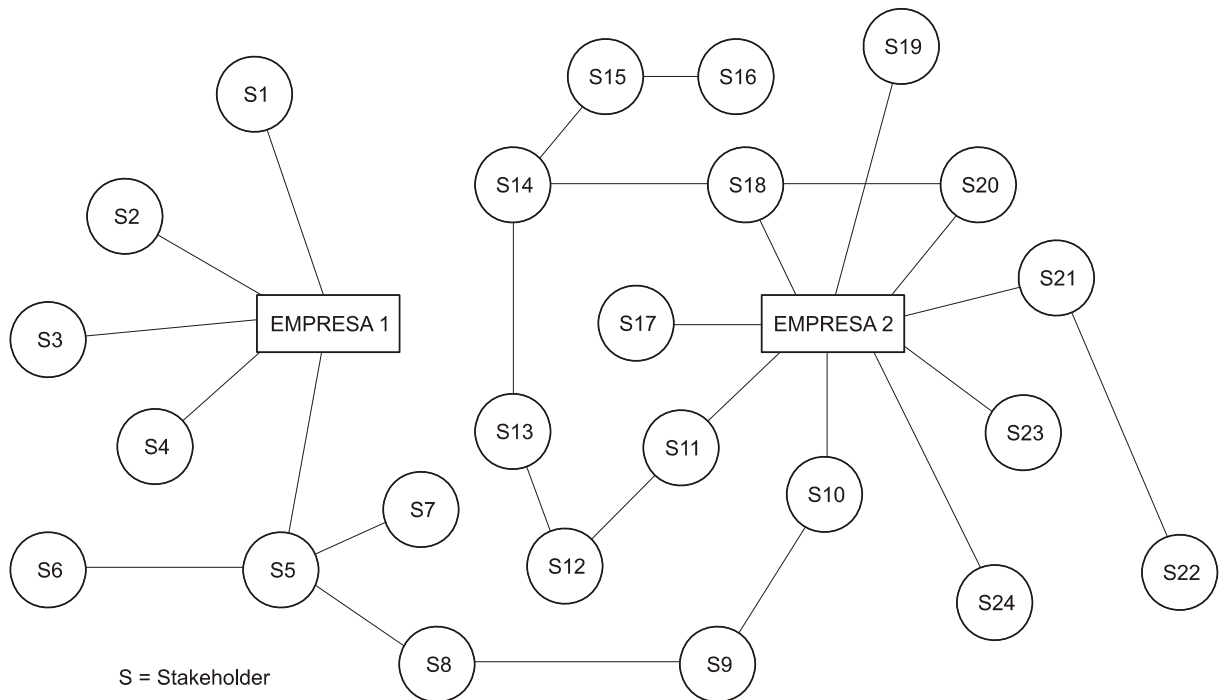 S19
S15
S16
S1
S14
S18
S20
S2
S21
EMPRESA 1
S17
EMPRESA 2
S3
S13
S23
S4
S11
S10
S7
S6
S5
S12
S22
S24
S8
S9
S = Stakeholder